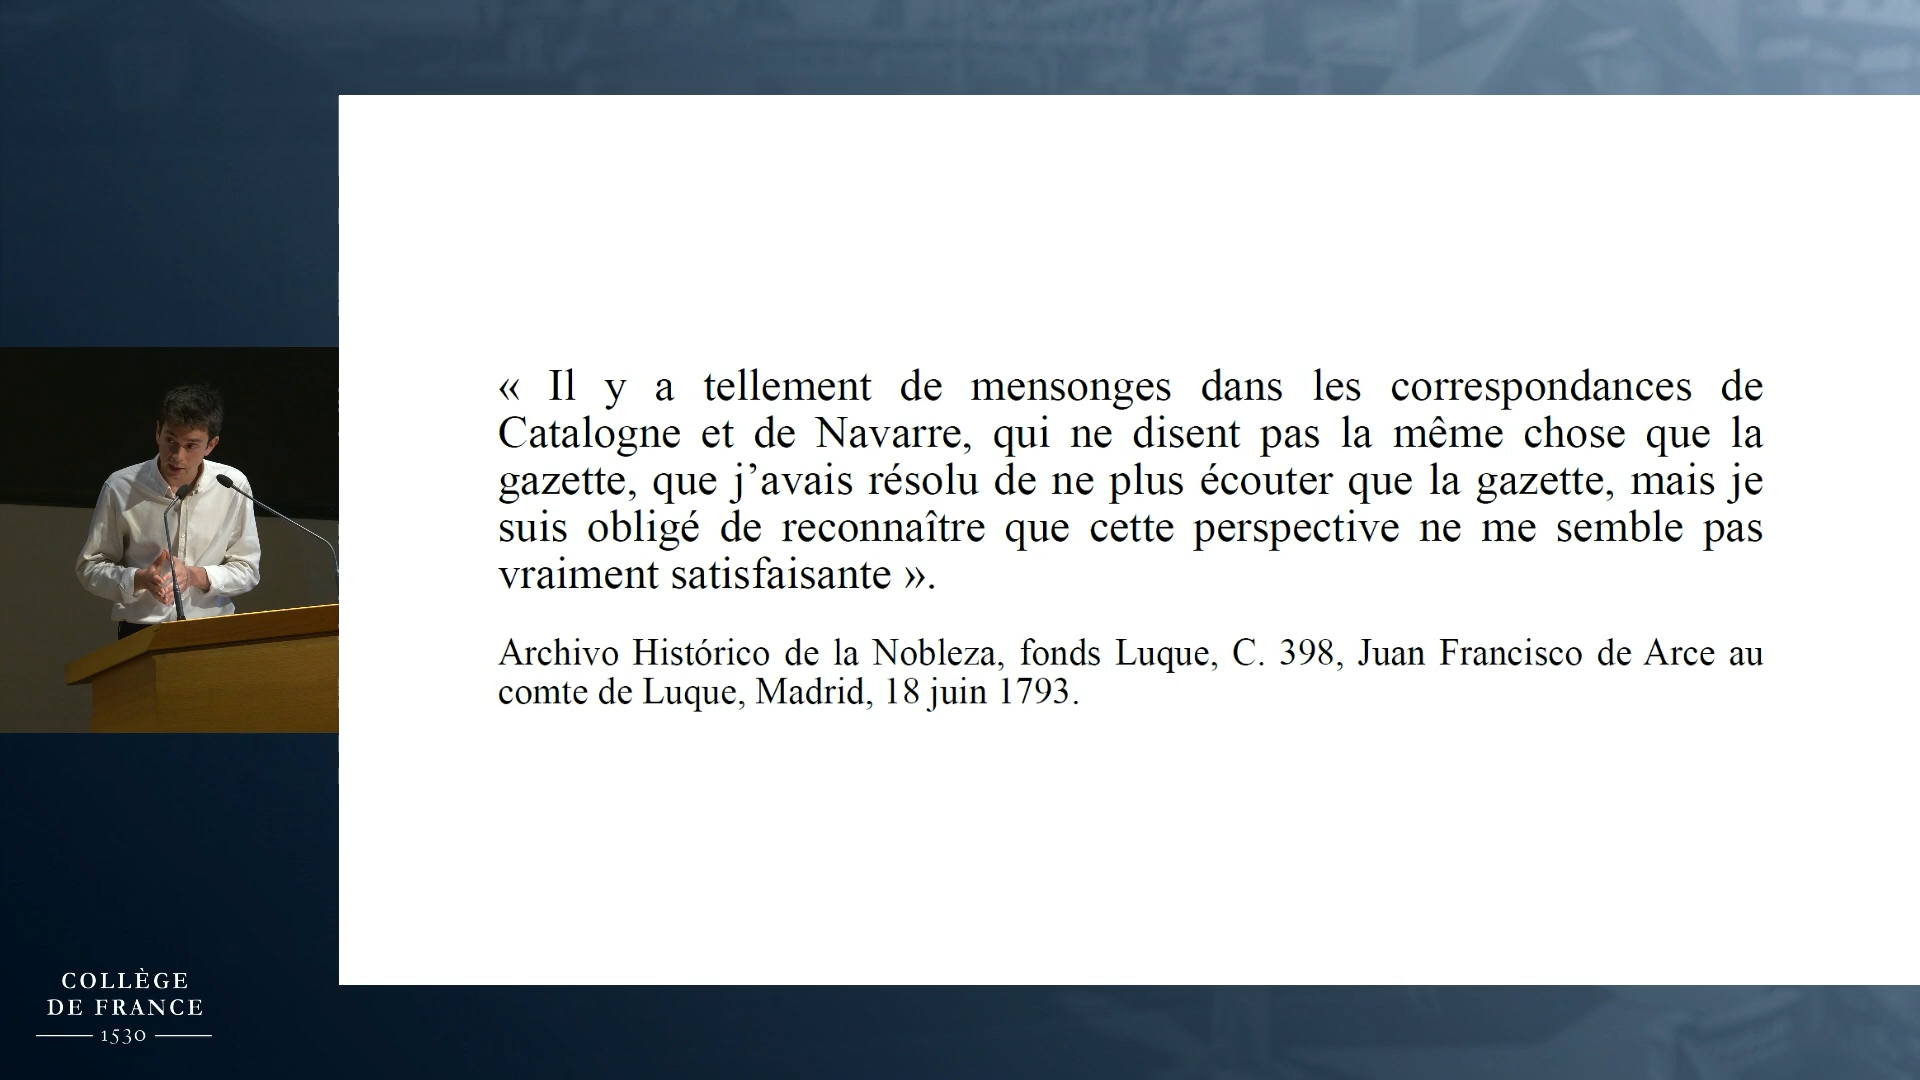 « Il y a tellement de mensonges dans les correspondances de
Catalogne et de Navarre, qui ne disent pas la même chose que la
gazette, que j’avais résolu de ne plus écouter que la gazette, mais je
suis obligé de reconnaître que cette perspective ne me semble pas
vraiment satisfaisante ».
Archivo Histórico de la Nobleza, fonds Luque, C. 398, Juan Francisco de Arce au
comte de Luque, Madrid, 18 juin 1793.
COLLÈGE
DE FRANCE
1530